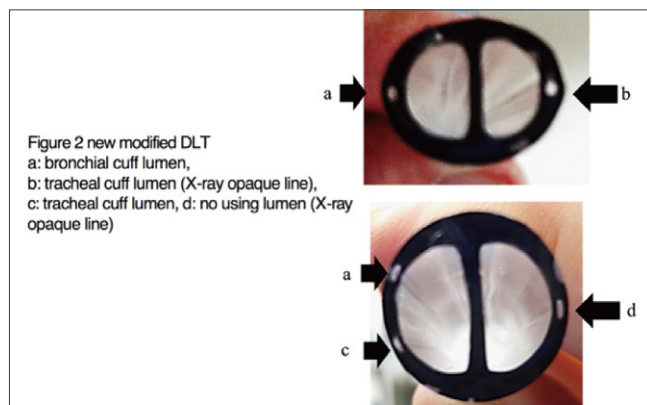 a
b
Figure 2 new modified DLT
a: bronchial cuff lumen,
b: tracheal cuff lumen (X-ray opaque line),
c: tracheal cuff lumen, d: no using lumen (X-ray
opaque line)
a
d
c